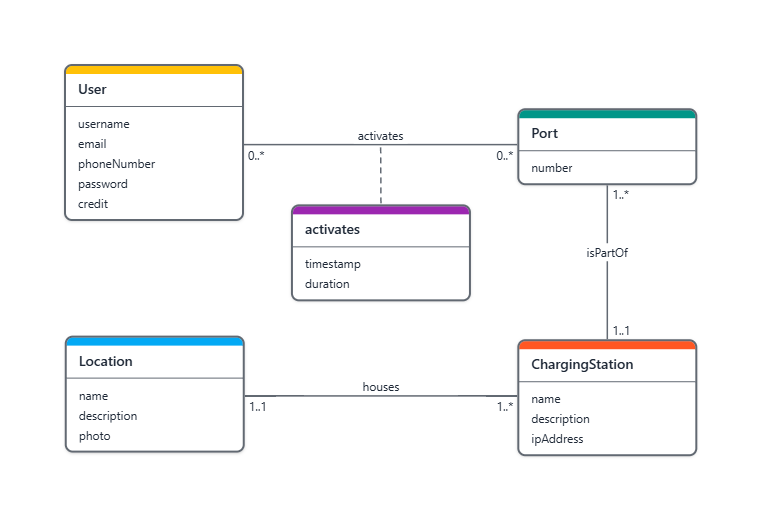 User
username
email
phoneNumber
password
credit
activates
0..*
0..*
Port
number
activates
timestamp
duration
1..*
isPartOf
1..1
Location
name
description
photo
houses
1..1
1..*
ChargingStation
name
description
ipAddress